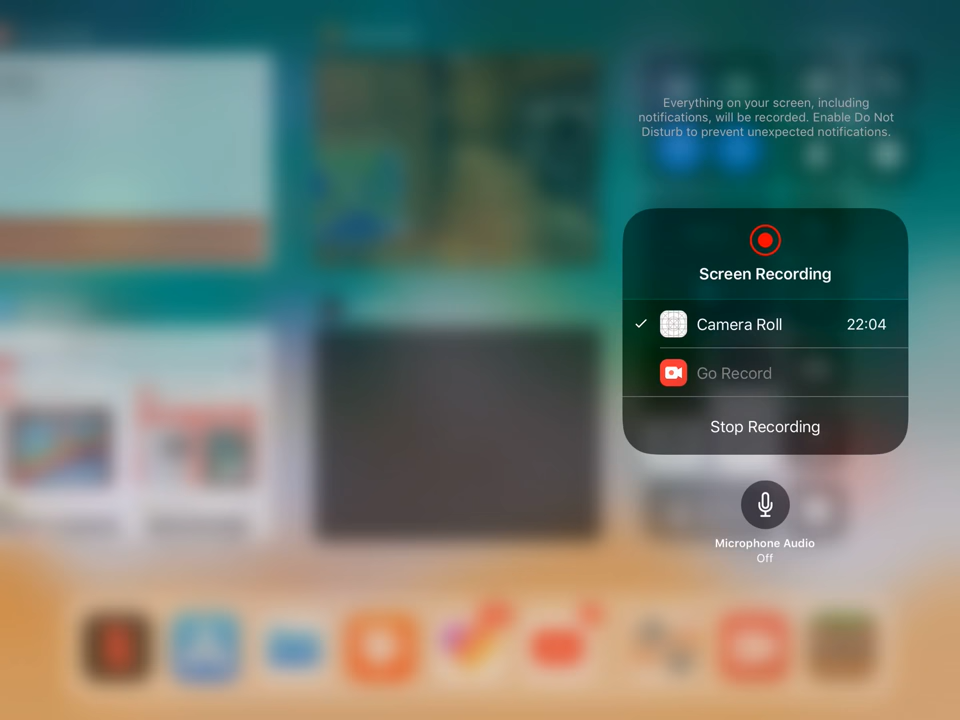 Everything on your screen, including
notifications, will be recorded. Enable Do Not
Disturb to prevent unexpected notifications.
Screen Recording
Camera Roll 22:04
Go Record
Stop Recording
Microphone Audio
Off